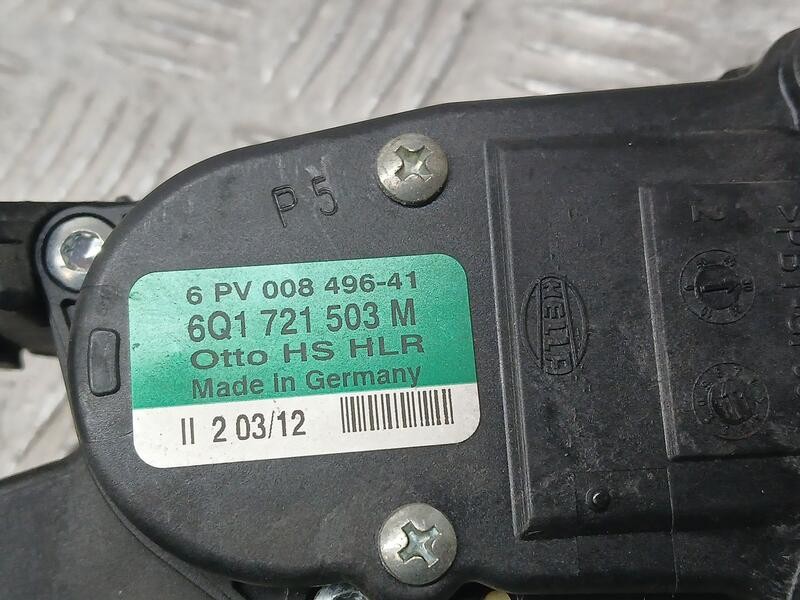 P 5
6 PV 008 496-41
6Q1 721 503 M
Otto HS HLR
Made in Germany
II 2 03/12
HELLA
2